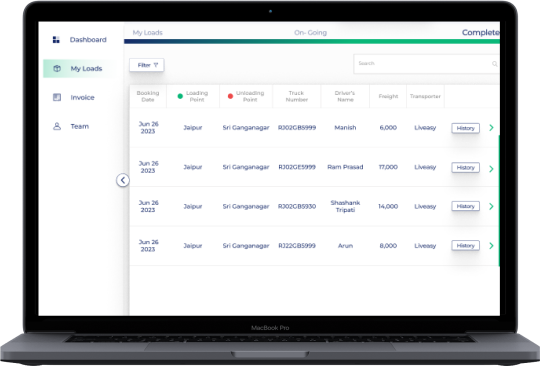 Dashboard
My Loads
Invoice
Team
My Loads On- Going Complete
Filter
Search
Booking Date Loading Point Unloading Point Truck Number Driver's Name Freight Transporter
Jun 26 2023 Jaipur Sri Ganganagar RJ02GB5999 Manish 6,000 Liveasy History
Jun 26 2023 Jaipur Sri Ganganagar RJ02GE5999 Ram Prasad 17,000 Liveasy History
Jun 26 2023 Jaipur Sri Ganganagar RJ02GB5930 Shashank Tripati 14,000 Liveasy History
Jun 26 2023 Jaipur Sri Ganganagar RJ22GB5999 Arun 8,000 Liveasy History
MacBook Pro